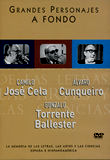 GRANDES PERSONAJES
A FONDO
CAMILO
JOSÉ CELA
ÁLVARO
CUNQUEIRO
GONZALO
TORRENTE
BALLESTER
LA MEMORIA DE LAS LETRAS, LAS ARTES Y LAS CIENCIAS
ESPAÑA E HISPANOAMÉRICA